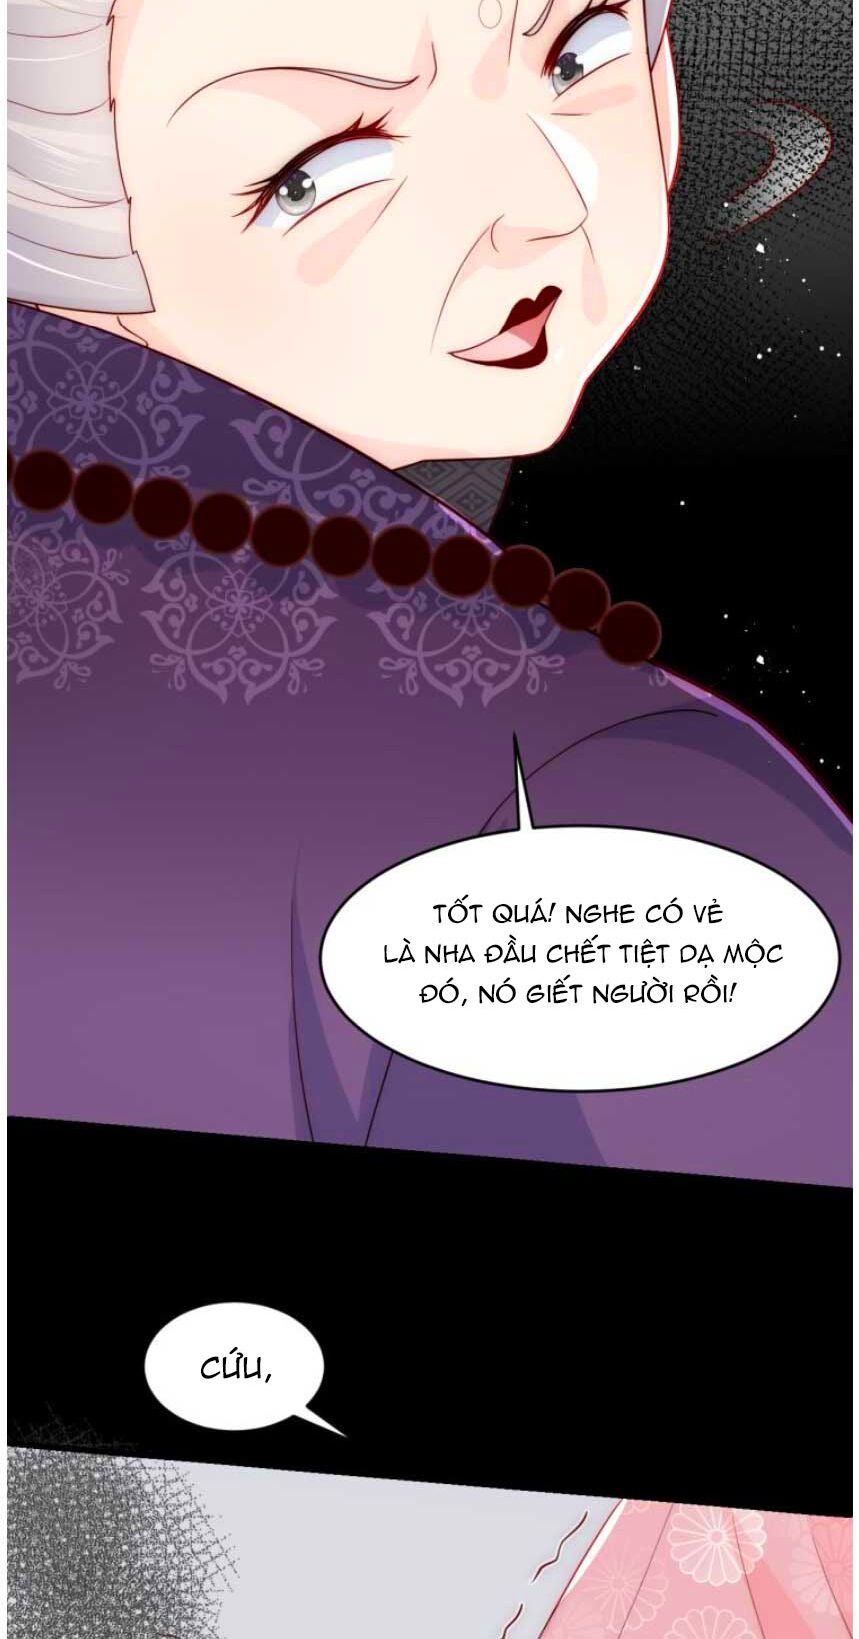 TỐT QUÁ! NGHE CÓ VẺ
LÀ NHA ĐẦU CHẾT TIỆT DẠ MỘC
ĐÓ, NÓ GIẾT NGƯỜI RỒI!
CỨU,